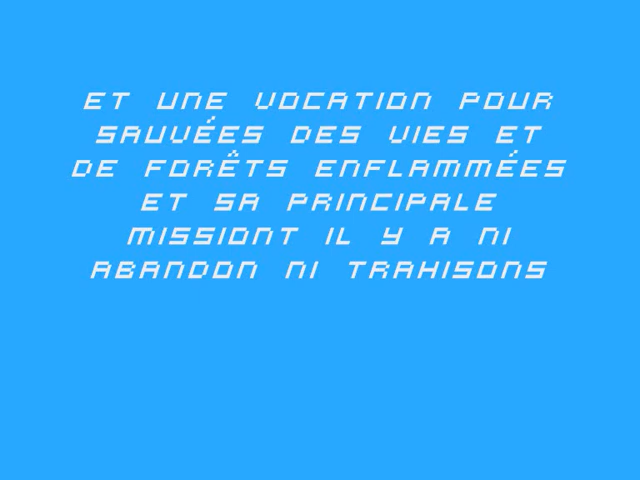 ET UNE VOCATION POUR
SAUVÉES DES VIES ET
DE FORÊTS ENFLAMMÉES
ET SA PRINCIPALE
MISSIONT IL Y A NI
ABANDON NI TRAHISONS